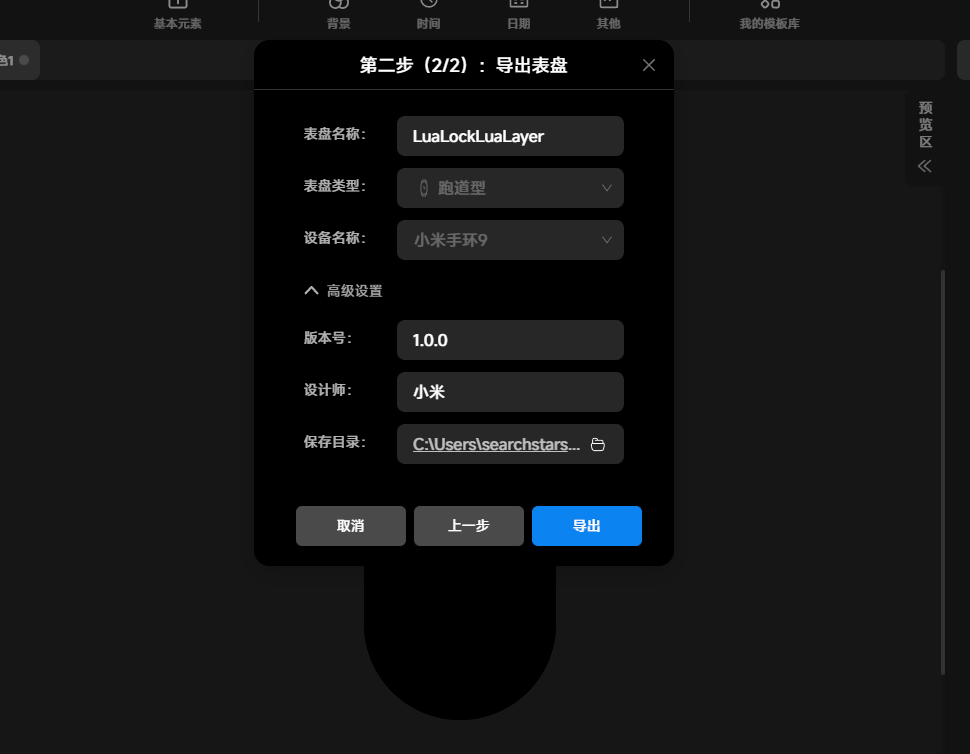 基本元素
背景
时间
日期
其他
我的模板库
色1
第二步（2/2）：导出表盘
预览区
表盘名称：
LuaLockLuaLayer
表盘类型：
跑道型
设备名称：
小米手环9
高级设置
版本号：
1.0.0
设计师：
小米
保存目录：
C:\Users\searchstars...
取消
上一步
导出